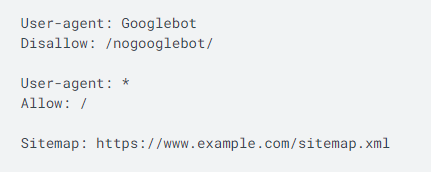 User-agent: Googlebot
Disallow: /nogooglebot/

User-agent: *
Allow: /

Sitemap: https://www.example.com/sitemap.xml